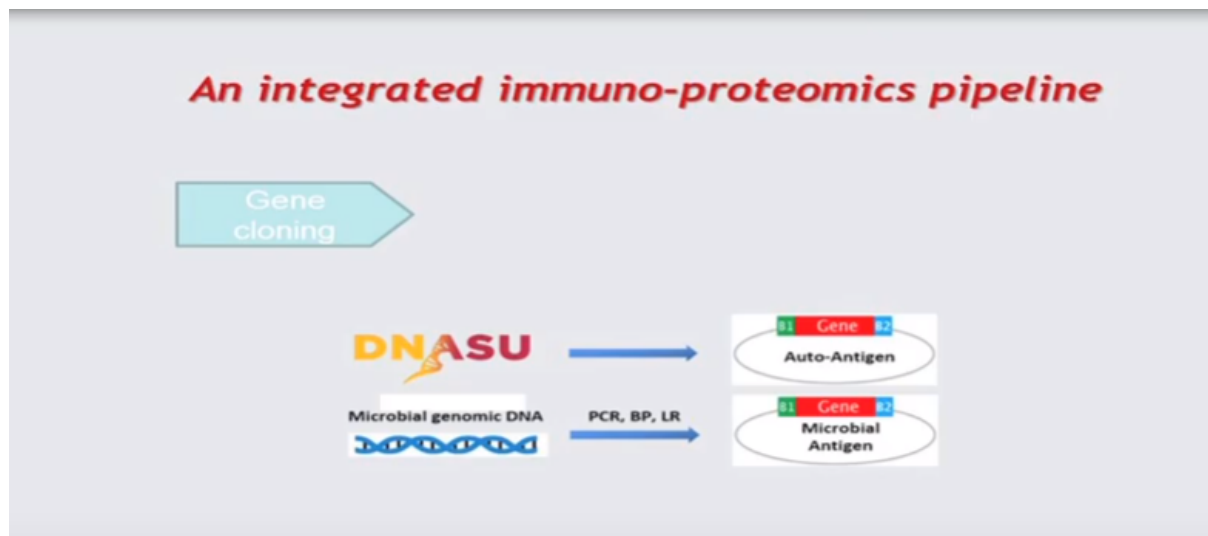 An integrated immuno-proteomics pipeline
Gene
cloning
DNASU
B1 Gene B2
Auto-Antigen
Microbial genomic DNA
PCR, BP, LR
B1 Gene B2
Microbial
Antigen